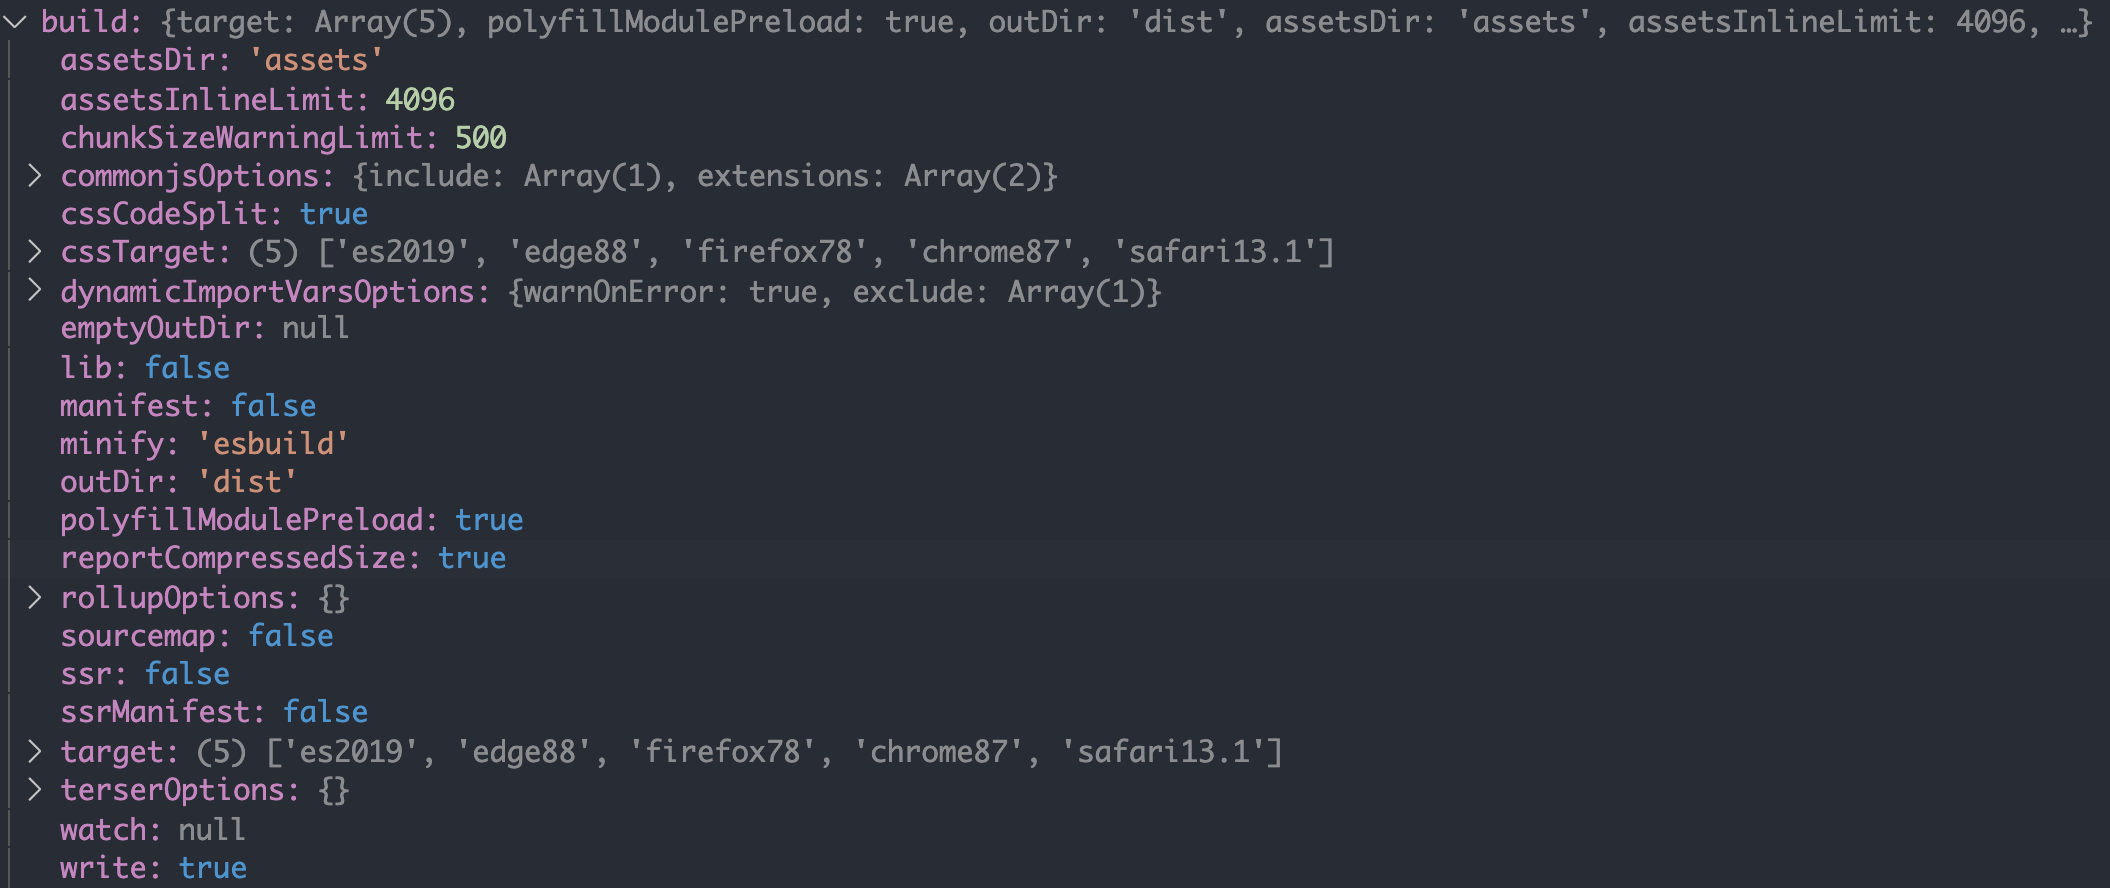 build: {target: Array(5), polyfillModulePreload: true, outDir: 'dist', assetsDir: 'assets', assetsInlineLimit: 4096, …}
assetsDir: 'assets'
assetsInlineLimit: 4096
chunkSizeWarningLimit: 500
commonjsOptions: {include: Array(1), extensions: Array(2)}
cssCodeSplit: true
cssTarget: (5) ['es2019', 'edge88', 'firefox78', 'chrome87', 'safari13.1']
dynamicImportVarsOptions: {warnOnError: true, exclude: Array(1)}
emptyOutDir: null
lib: false
manifest: false
minify: 'esbuild'
outDir: 'dist'
polyfillModulePreload: true
reportCompressedSize: true
rollupOptions: {}
sourcemap: false
ssr: false
ssrManifest: false
target: (5) ['es2019', 'edge88', 'firefox78', 'chrome87', 'safari13.1']
terserOptions: {}
watch: null
write: true